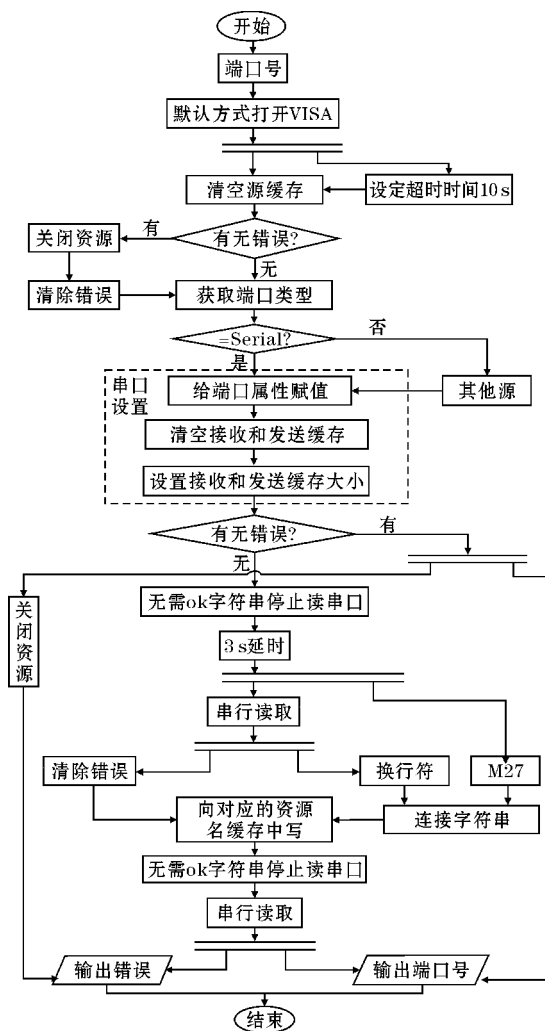 开始
端口号
默认方式打开VISA
清空源缓存
设定超时时间10 s
关闭资源
有
有无错误?
无
清除错误
获取端口类型
=Serial?
否
是
串口
设置
给端口属性赋值
其他源
清空接收和发送缓存
设置接收和发送缓存大小
有无错误?
有
无
关闭资源
无需ok字符串停止读串口
3 s延时
串行读取
清除错误
换行符
M27
向对应的资源
名缓存中写
连接字符串
无需ok字符串停止读串口
串行读取
输出错误
输出端口号
结束